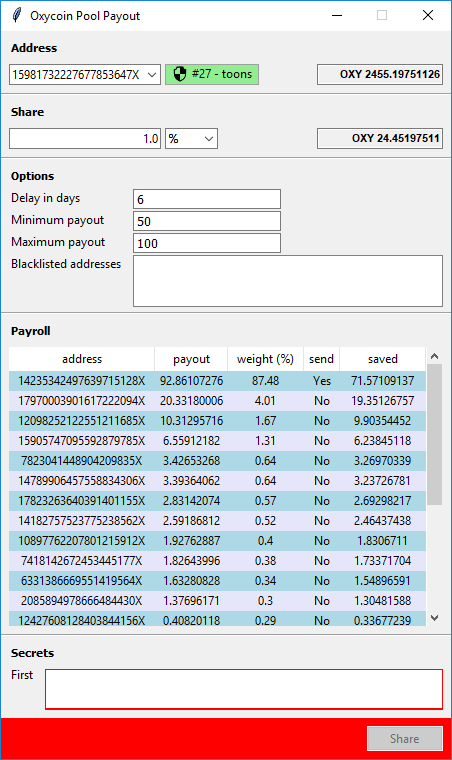 Oxycoin Pool Payout
Address
15981732227677853647X #27 - toons OXY 2455.19751126
Share
1.0 % OXY 24.45197511
Options
Delay in days 6
Minimum payout 50
Maximum payout 100
Blacklisted addresses
Payroll
address payout weight (%) send saved
14235342497639715128X 92.86107276 87.48 Yes 71.57109137
17970003901617222094X 20.33180006 4.01 No 19.35126757
12098252122551211685X 10.31295716 1.67 No 9.90354452
15905747095592879785X 6.55912182 1.31 No 6.23845118
7823041448904209835X 3.42653268 0.64 No 3.26970339
14789906457558834306X 3.39364062 0.64 No 3.23726781
17823263640391401155X 2.83142074 0.57 No 2.69298217
14182757523775238562X 2.59186812 0.52 No 2.46437438
10897762207801215912X 1.92762887 0.4 No 1.8306711
7418142672453445177X 1.82643996 0.38 No 1.73371704
6331386669551419564X 1.63280828 0.34 No 1.54896591
2085894978666484430X 1.37696171 0.3 No 1.30481588
12427608128403844156X 0.40820118 0.29 No 0.33677239
Secrets
First
Share